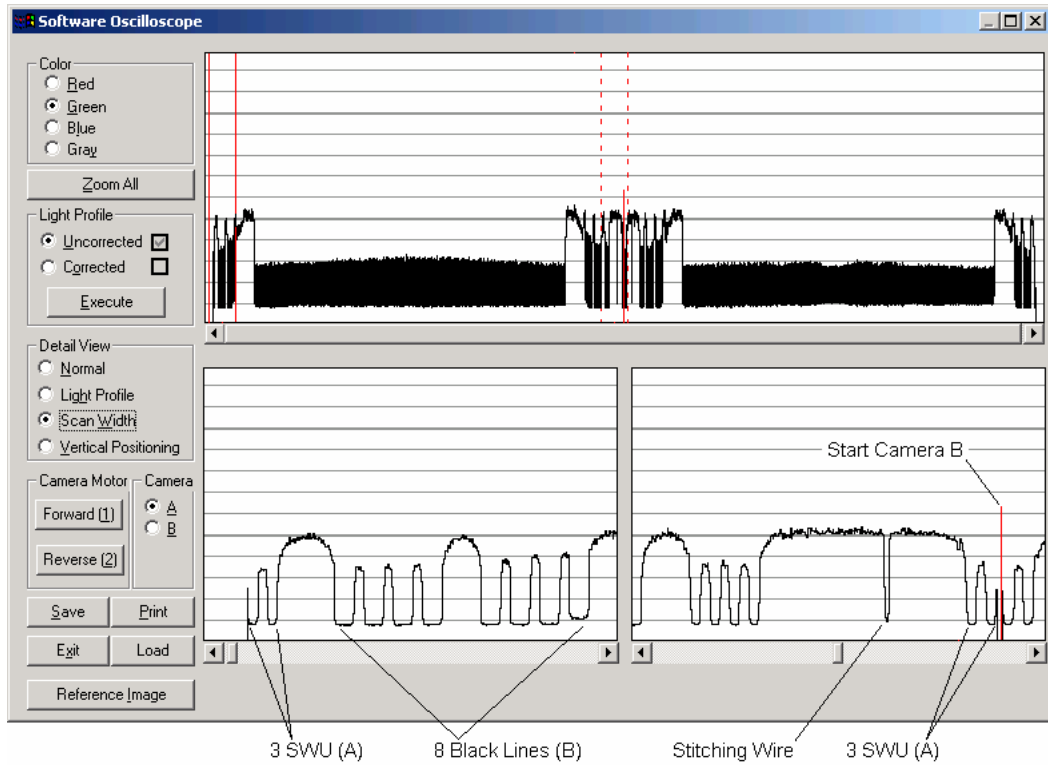 Software Oscilloscope
Color
Red
Green
Blue
Gray
Zoom All
Light Profile
Uncorrected
Corrected
Execute
Detail View
Normal
Light Profile
Scan Width
Vertical Positioning
Camera Motor
Camera
Forward (1)
A
B
Reverse (2)
Save
Print
Exit
Load
Reference Image
Start Camera B
3 SWU (A)
8 Black Lines (B)
Stitching Wire
3 SWU (A)